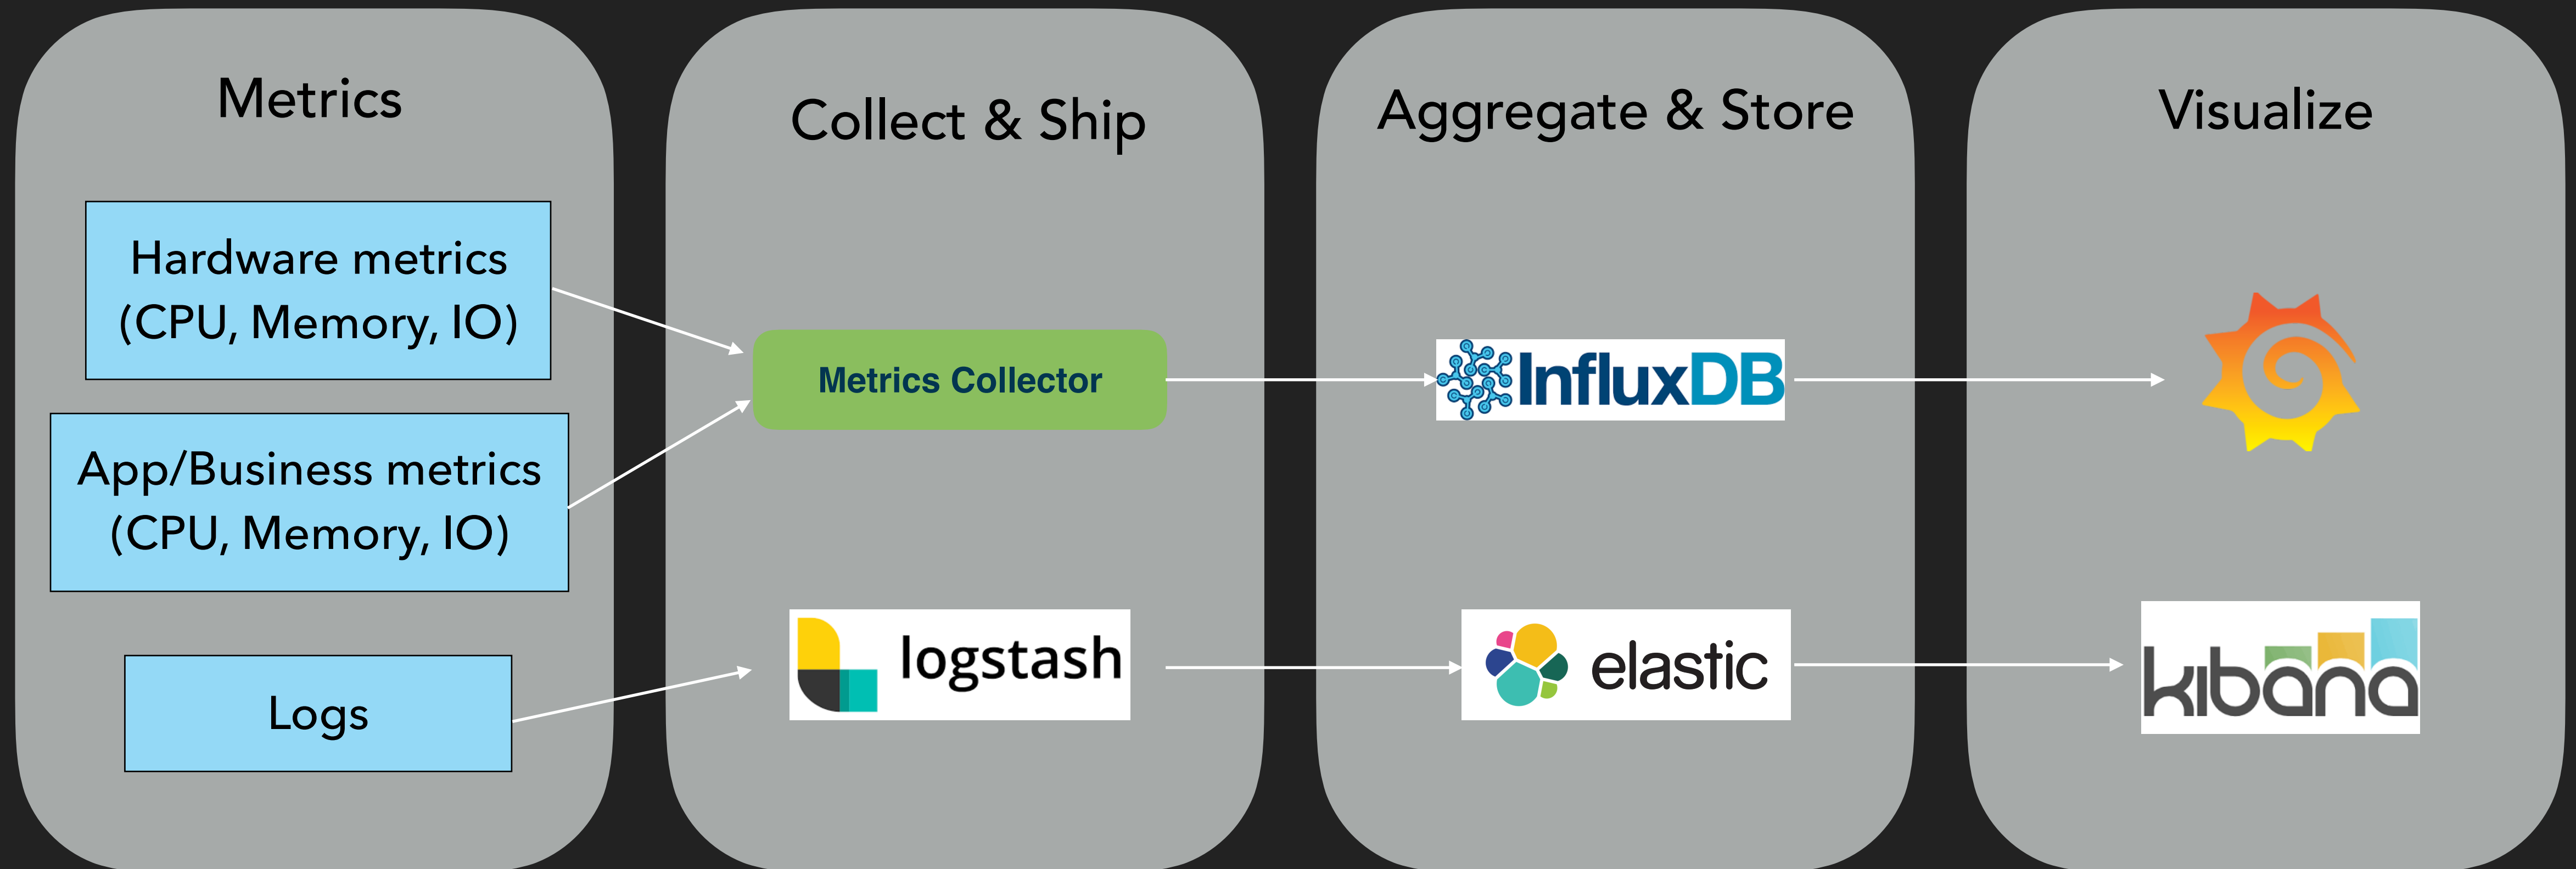 Metrics
Hardware metrics
(CPU, Memory, IO)
App/Business metrics
(CPU, Memory, IO)
Logs
Collect & Ship
Metrics Collector
logstash
Aggregate & Store
InfluxDB
elastic
Visualize
kibana